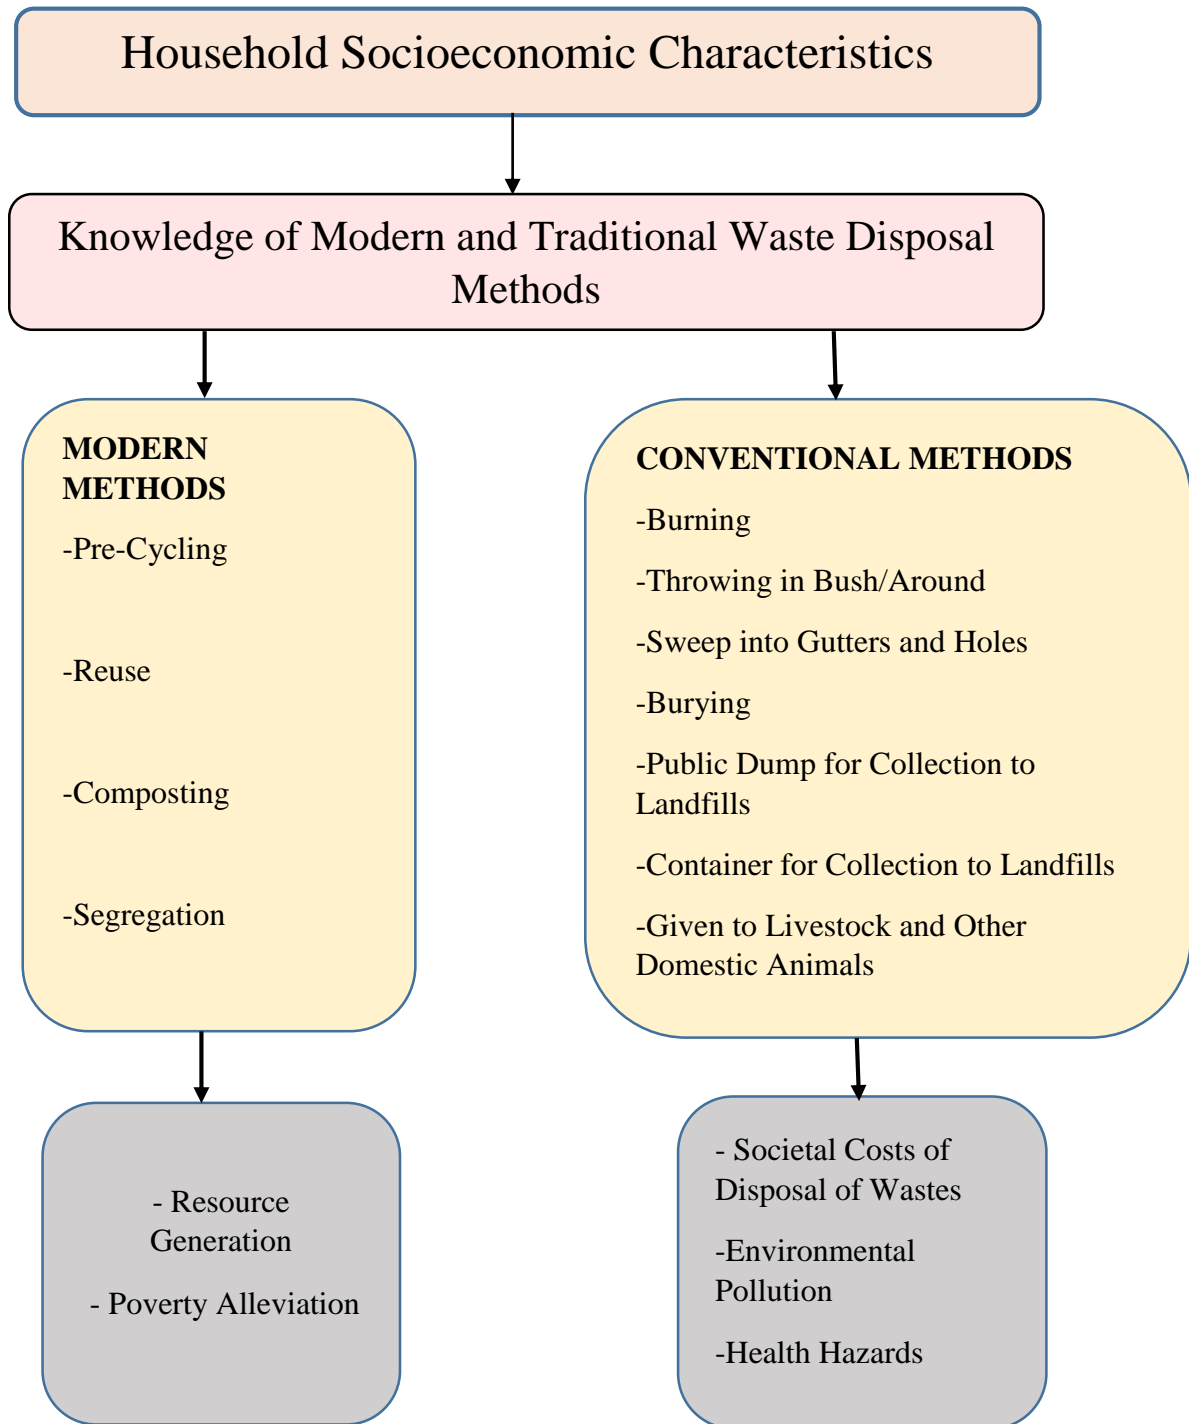 Household Socioeconomic Characteristics
Knowledge of Modern and Traditional Waste Disposal
Methods
MODERN
METHODS
-Pre-Cycling
-Reuse
-Composting
-Segregation
CONVENTIONAL METHODS
-Burning
-Throwing in Bush/Around
-Sweep into Gutters and Holes
-Burying
-Public Dump for Collection to
Landfills
-Container for Collection to Landfills
-Given to Livestock and Other
Domestic Animals
- Resource
Generation
- Poverty Alleviation
- Societal Costs of
Disposal of Wastes
-Environmental
Pollution
-Health Hazards